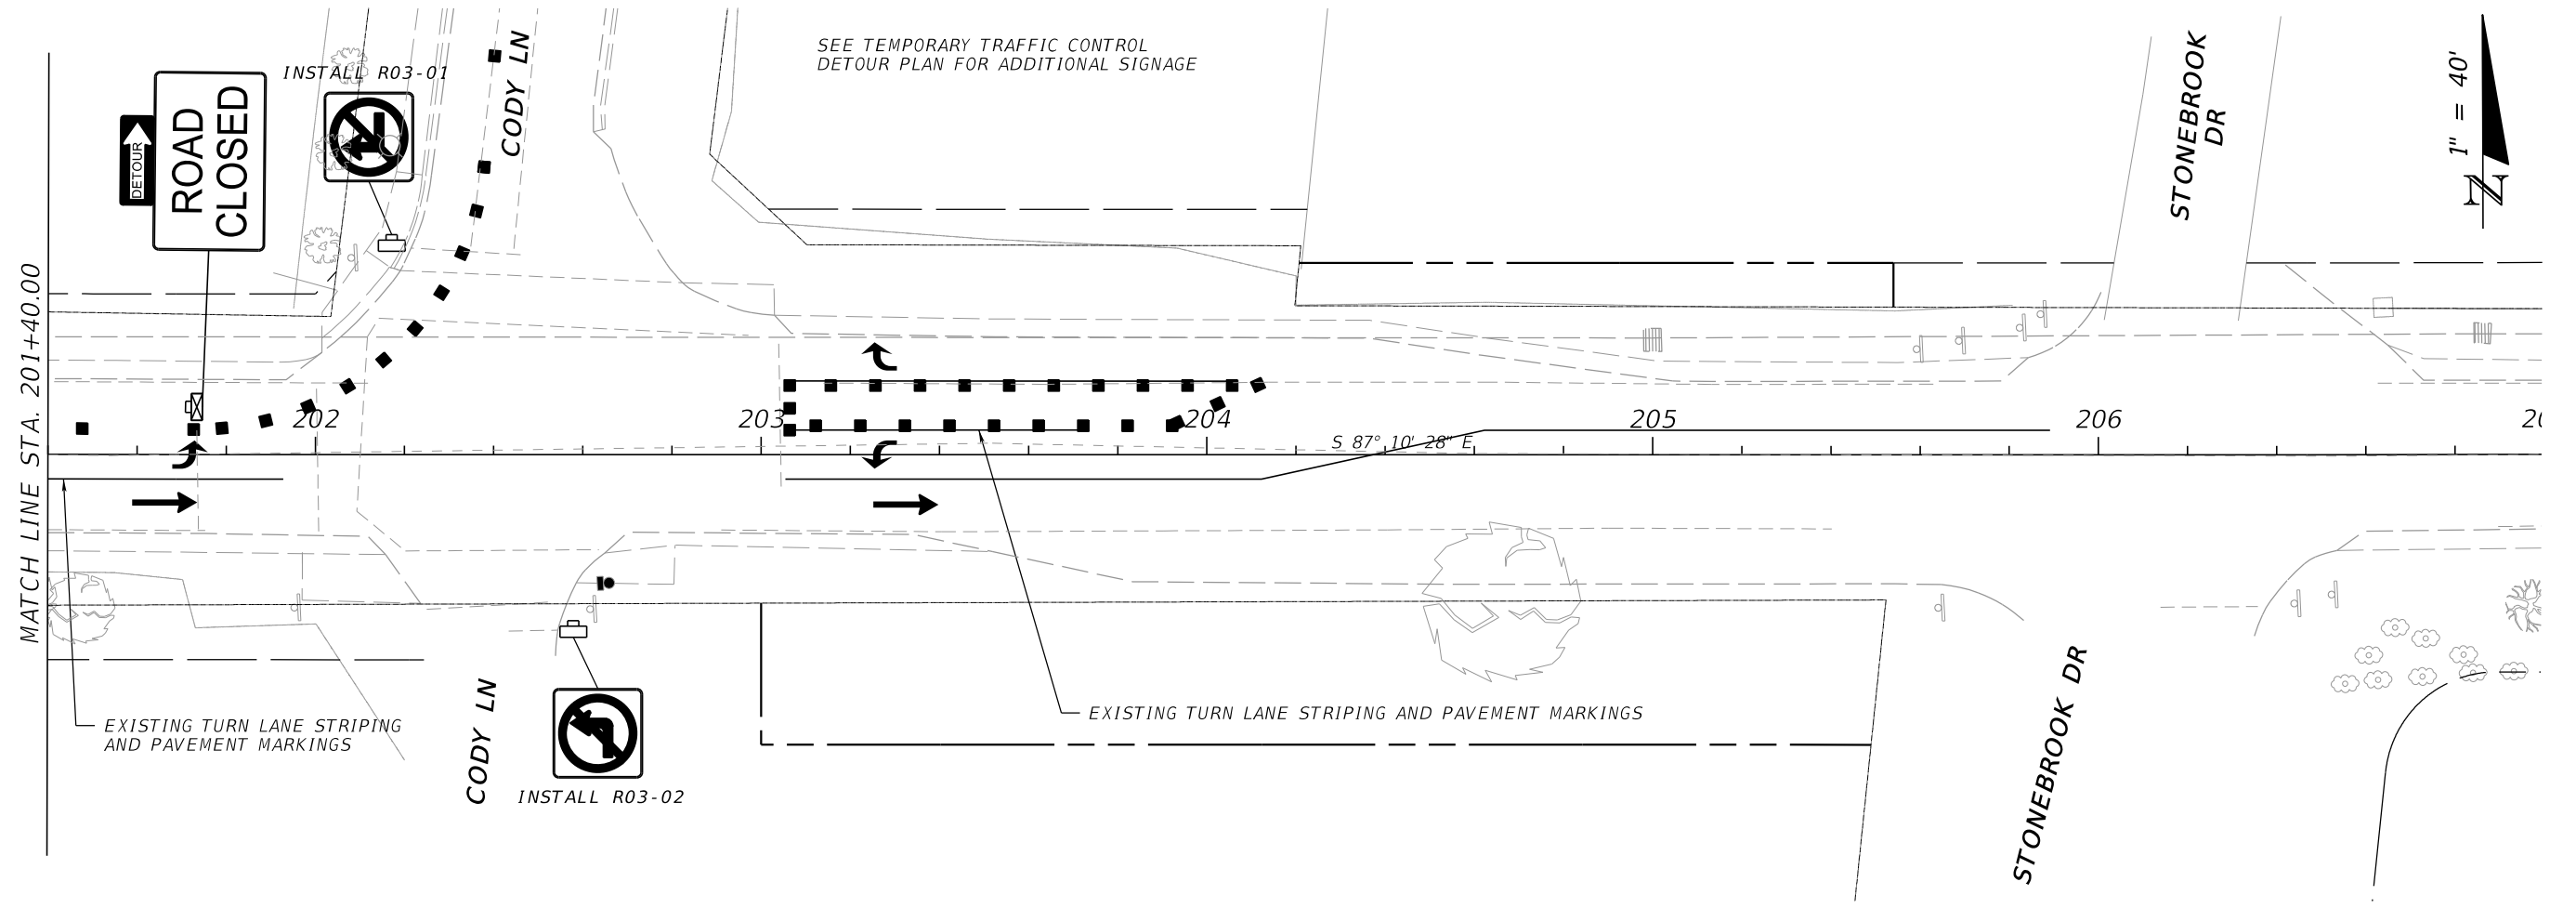 SEE TEMPORARY TRAFFIC CONTROL
DETOUR PLAN FOR ADDITIONAL SIGNAGE
INSTALL R03-01
DETOUR
ROAD
CLOSED
CODY LN
STONEBROOK
DR
1" = 40'
N
MATCH LINE STA. 201+40.00
202
203
204
205
206
S 87° 10' 28" E
EXISTING TURN LANE STRIPING
AND PAVEMENT MARKINGS
CODY LN
INSTALL R03-02
EXISTING TURN LANE STRIPING AND PAVEMENT MARKINGS
STONEBROOK DR